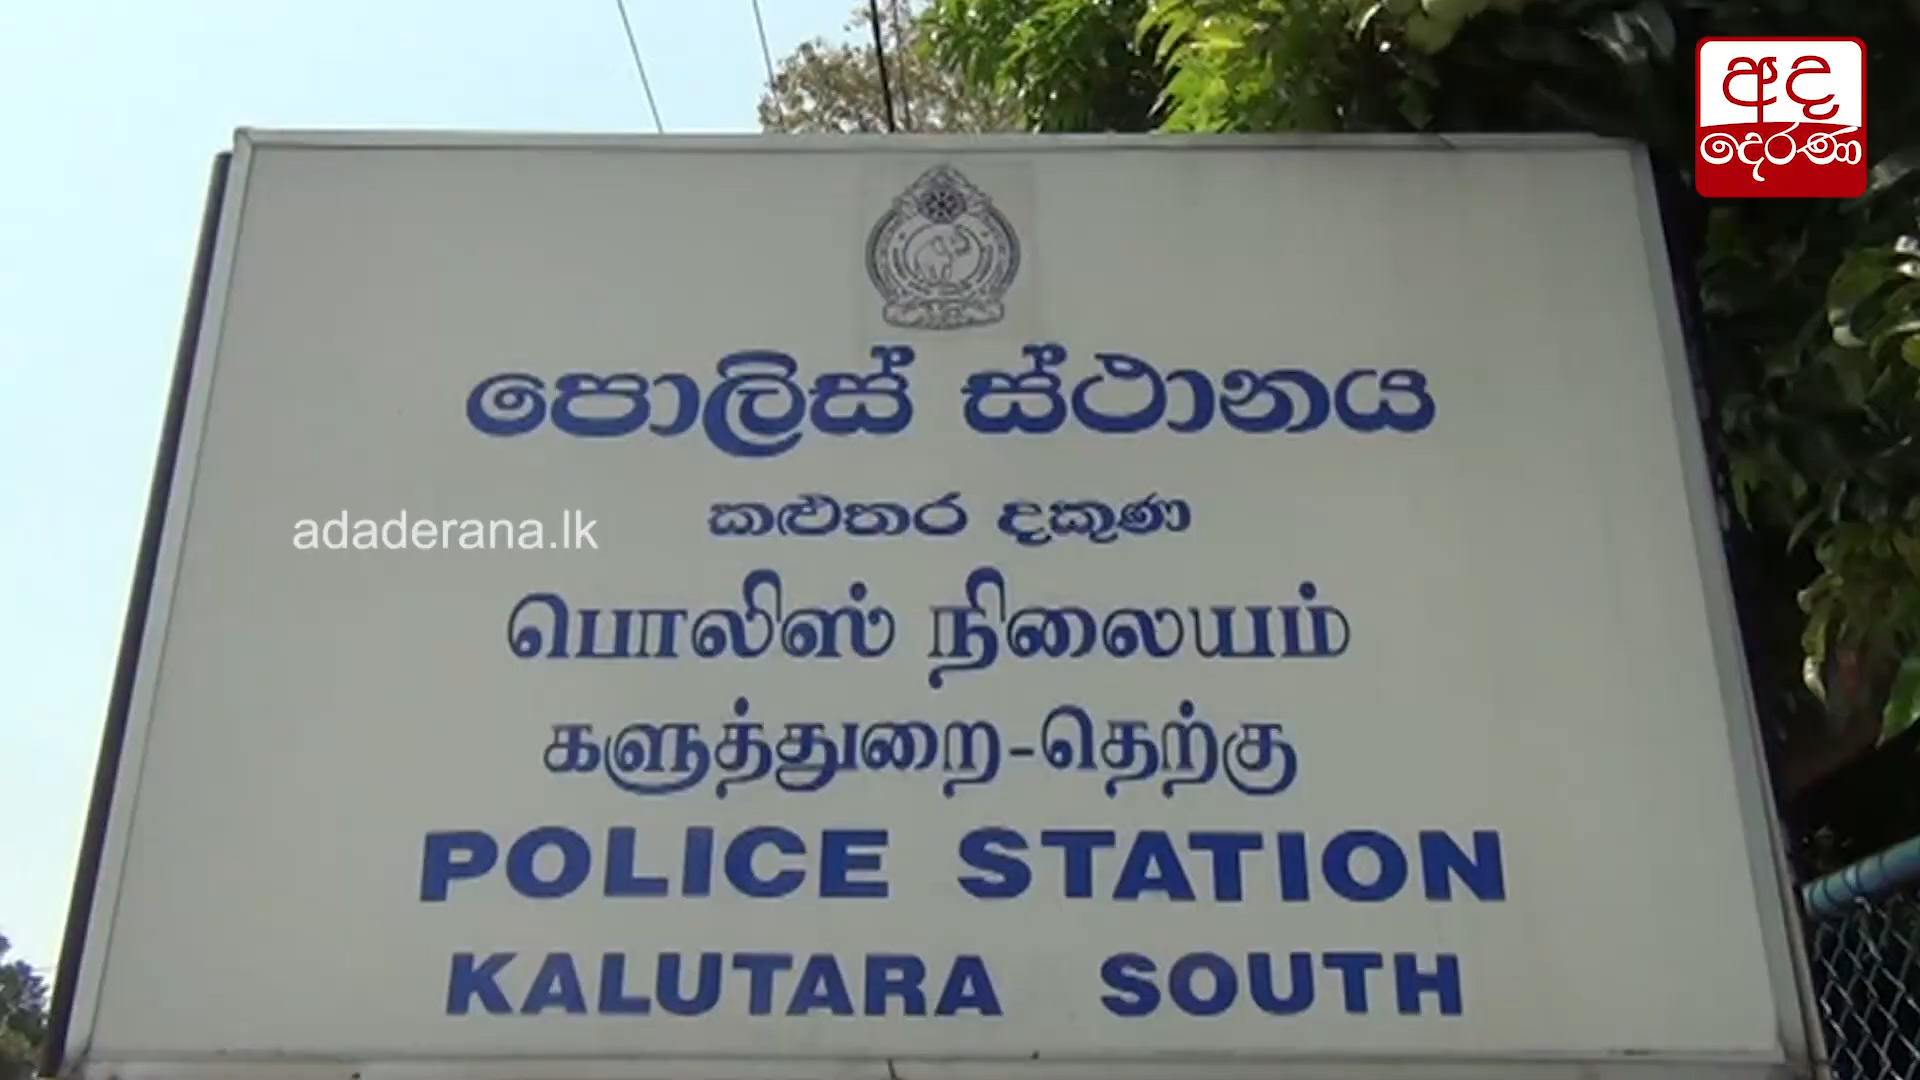 අද
දෙරණ
පොලිස් ස්ථානය
කළුතර දකුණ
adaderana.lk
பொலிஸ் நிலையம்
களுத்துறை-தெற்கு
POLICE STATION
KALUTARA SOUTH